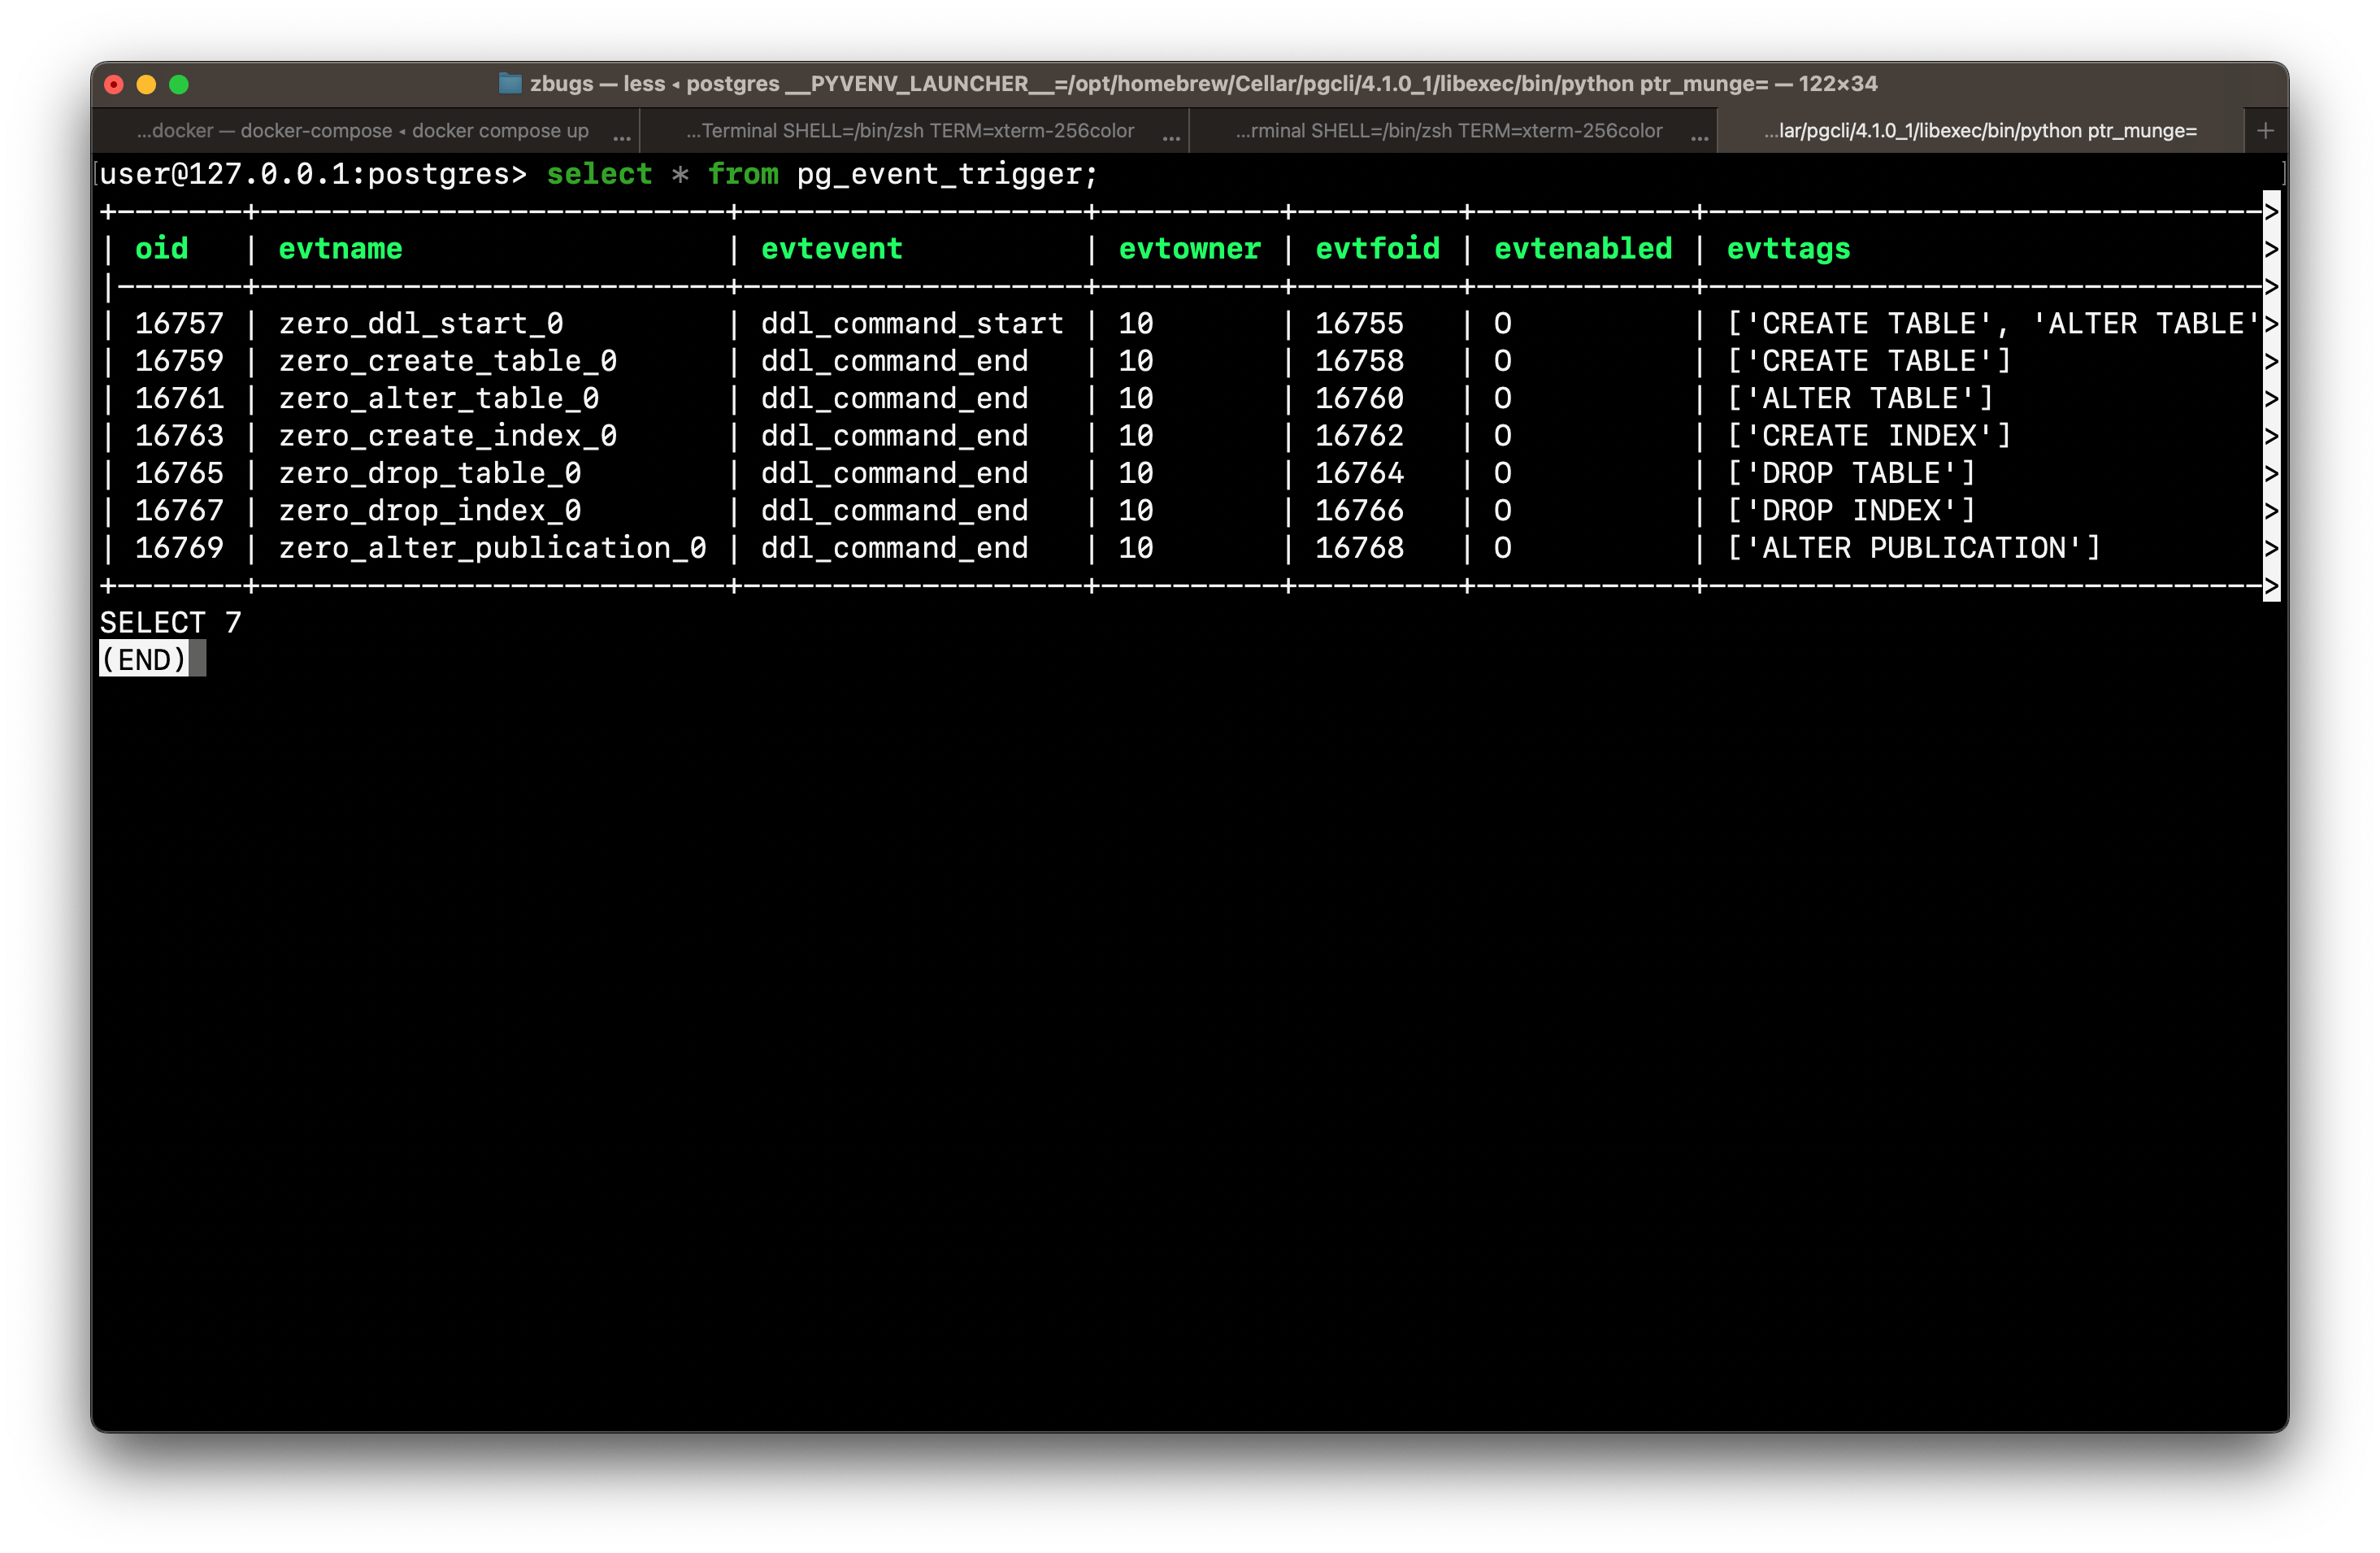 zbugs — less ◂ postgres __PYVENV_LAUNCHER__=/opt/homebrew/Cellar/pgcli/4.1.0_1/libexec/bin/python ptr_munge= — 122×34
...docker — docker-compose ◂ docker compose up ... ...Terminal SHELL=/bin/zsh TERM=xterm-256color ... ...rminal SHELL=/bin/zsh TERM=xterm-256color ... ...lar/pgcli/4.1.0_1/libexec/bin/python ptr_munge= +
[user@127.0.0.1:postgres> select * from pg_event_trigger; ]
+-------+--------------------------+-------------------+----------+---------+------------+------------------------------->
| oid   | evtname                  | evtevent          | evtowner | evtfoid | evtenabled | evttags                       >
|-------+--------------------------+-------------------+----------+---------+------------+------------------------------->
| 16757 | zero_ddl_start_0         | ddl_command_start | 10       | 16755   | O          | ['CREATE TABLE', 'ALTER TABLE'>
| 16759 | zero_create_table_0      | ddl_command_end   | 10       | 16758   | O          | ['CREATE TABLE']              >
| 16761 | zero_alter_table_0       | ddl_command_end   | 10       | 16760   | O          | ['ALTER TABLE']               >
| 16763 | zero_create_index_0      | ddl_command_end   | 10       | 16762   | O          | ['CREATE INDEX']              >
| 16765 | zero_drop_table_0        | ddl_command_end   | 10       | 16764   | O          | ['DROP TABLE']                >
| 16767 | zero_drop_index_0        | ddl_command_end   | 10       | 16766   | O          | ['DROP INDEX']                >
| 16769 | zero_alter_publication_0 | ddl_command_end   | 10       | 16768   | O          | ['ALTER PUBLICATION']         >
+-------+--------------------------+-------------------+----------+---------+------------+------------------------------->
SELECT 7
(END)